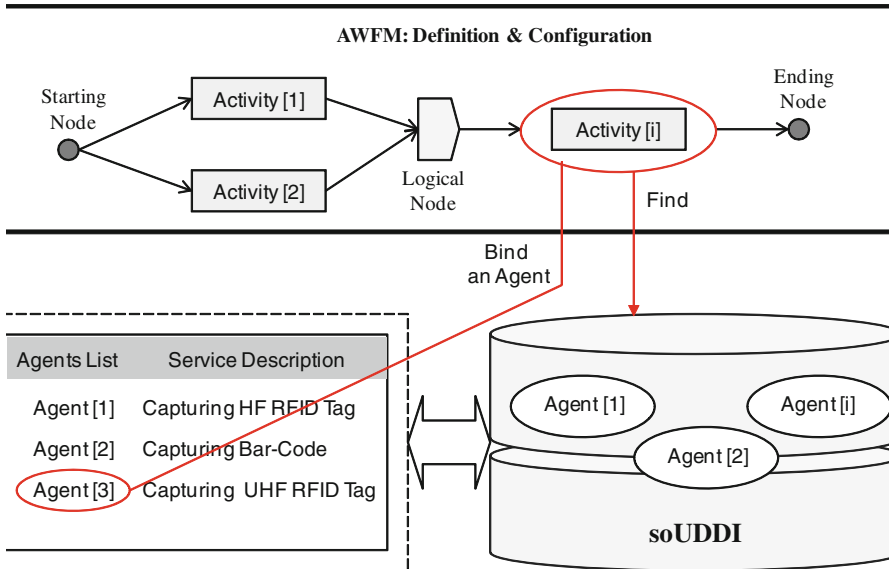 AWFM: Definition & Configuration
Starting
Node
Activity [1]
Activity [2]
Logical
Node
Activity [i]
Ending
Node
Find
Bind
an Agent
Agents List Service Description
Agent [1] Capturing HF RFID Tag
Agent [2] Capturing Bar-Code
Agent [3] Capturing UHF RFID Tag
Agent [1]
Agent [i]
Agent [2]
soUDDI